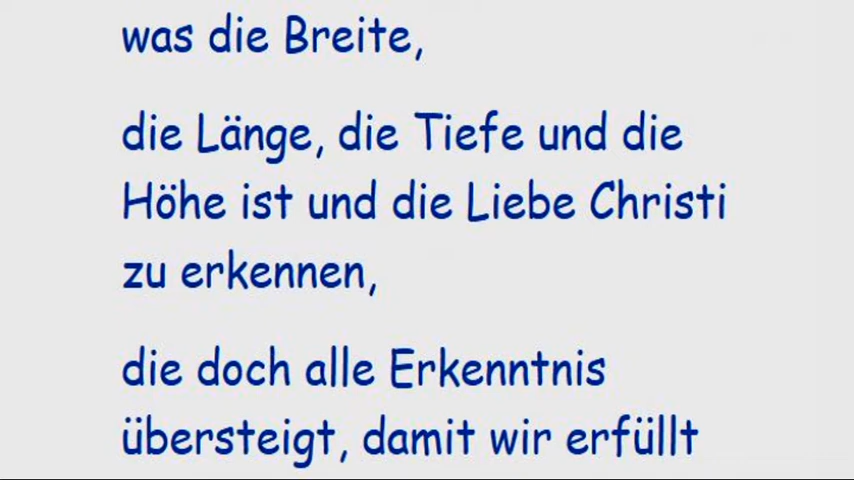 was die Breite,
die Länge, die Tiefe und die
Höhe ist und die Liebe Christi
zu erkennen,
die doch alle Erkenntnis
übersteigt, damit wir erfüllt